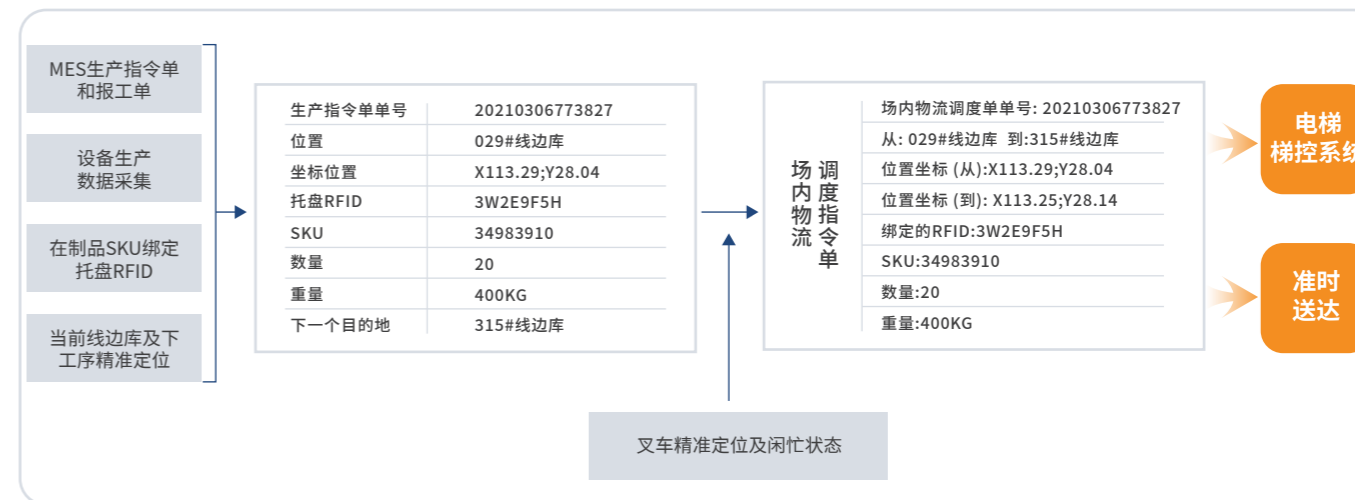 MES生产指令单
和报工单
设备生产
数据采集
在制品SKU绑定
托盘RFID
当前线边库及下
工序精准定位
生产指令单单号 20210306773827
位置 029#线边库
坐标位置 X113.29;Y28.04
托盘RFID 3W2E9F5H
SKU 34983910
数量 20
重量 400KG
下一个目的地 315#线边库
叉车精准定位及闲忙状态
场内物流
调度指令单
场内物流调度单单号: 20210306773827
从: 029#线边库 到:315#线边库
位置坐标 (从):X113.29;Y28.04
位置坐标 (到): X113.25;Y28.14
绑定的RFID:3W2E9F5H
SKU:34983910
数量:20
重量:400KG
电梯
梯控系统
准时
送达